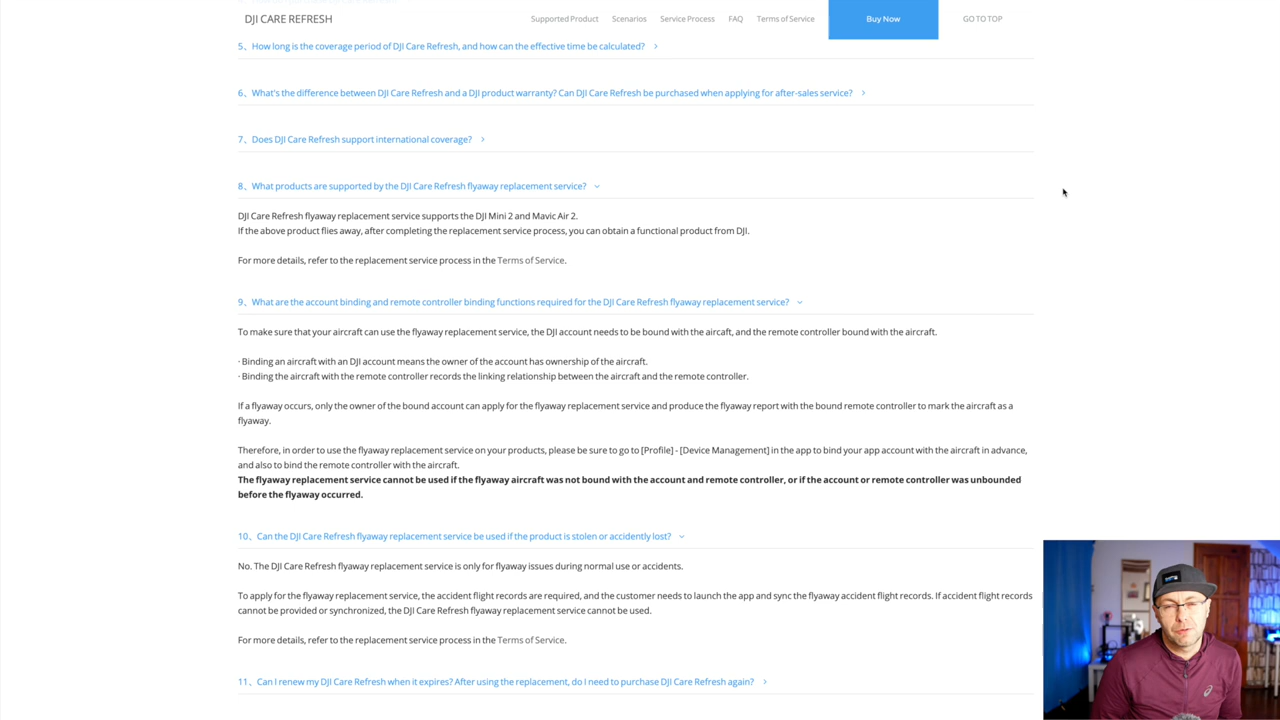 DJI CARE REFRESH
Supported Product
Scenarios
Service Process
FAQ
Terms of Service
Buy Now
GO TO TOP
5、How long is the coverage period of DJI Care Refresh, and how can the effective time be calculated?
6、What's the difference between DJI Care Refresh and a DJI product warranty? Can DJI Care Refresh be purchased when applying for after-sales service?
7、Does DJI Care Refresh support international coverage?
8、What products are supported by the DJI Care Refresh flyaway replacement service?
DJI Care Refresh flyaway replacement service supports the DJI Mini 2 and Mavic Air 2.
If the above product flies away, after completing the replacement service process, you can obtain a functional product from DJI.
For more details, refer to the replacement service process in the Terms of Service.
9、What are the account binding and remote controller binding functions required for the DJI Care Refresh flyaway replacement service?
To make sure that your aircraft can use the flyaway replacement service, the DJI account needs to be bound with the aircaft, and the remote controller bound with the aircraft.
· Binding an aircraft with an DJI account means the owner of the account has ownership of the aircraft.
· Binding the aircraft with the remote controller records the linking relationship between the aircraft and the remote controller.
If a flyaway occurs, only the owner of the bound account can apply for the flyaway replacement service and produce the flyaway report with the bound remote controller to mark the aircraft as a
flyaway.
Therefore, in order to use the flyaway replacement service on your products, please be sure to go to [Profile] - [Device Management] in the app to bind your app account with the aircraft in advance,
and also to bind the remote controller with the aircraft.
The flyaway replacement service cannot be used if the flyaway aircraft was not bound with the account and remote controller, or if the account or remote controller was unbounded
before the flyaway occurred.
10、Can the DJI Care Refresh flyaway replacement service be used if the product is stolen or accidently lost?
No. The DJI Care Refresh flyaway replacement service is only for flyaway issues during normal use or accidents.
To apply for the flyaway replacement service, the accident flight records are required, and the customer needs to launch the app and sync the flyaway accident flight records. If accident flight records
cannot be provided or synchronized, the DJI Care Refresh flyaway replacement service cannot be used.
For more details, refer to the replacement service process in the Terms of Service.
11、Can I renew my DJI Care Refresh when it expires? After using the replacement, do I need to purchase DJI Care Refresh again?